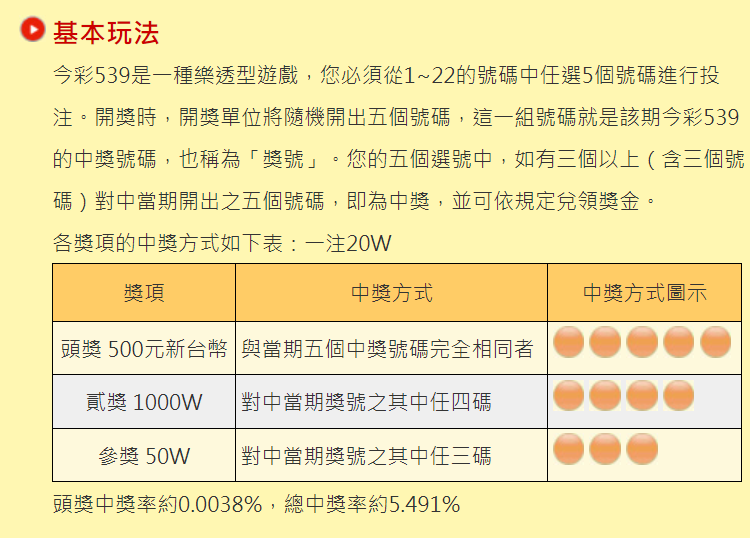 基本玩法
今彩539是一種樂透型遊戲，您必須從1~22的號碼中任選5個號碼進行投
注。開獎時，開獎單位將隨機開出五個號碼，這一組號碼就是該期今彩539
的中獎號碼，也稱為「獎號」。您的五個選號中，如有三個以上（含三個號
碼）對中當期開出之五個號碼，即為中獎，並可依規定兌領獎金。
各獎項的中獎方式如下表：一注20W
獎項 中獎方式 中獎方式圖示
頭獎 500元新台幣 與當期五個中獎號碼完全相同者
貳獎 1000W 對中當期獎號之其中任四碼
參獎 50W 對中當期獎號之其中任三碼
頭獎中獎率約0.0038%，總中獎率約5.491%